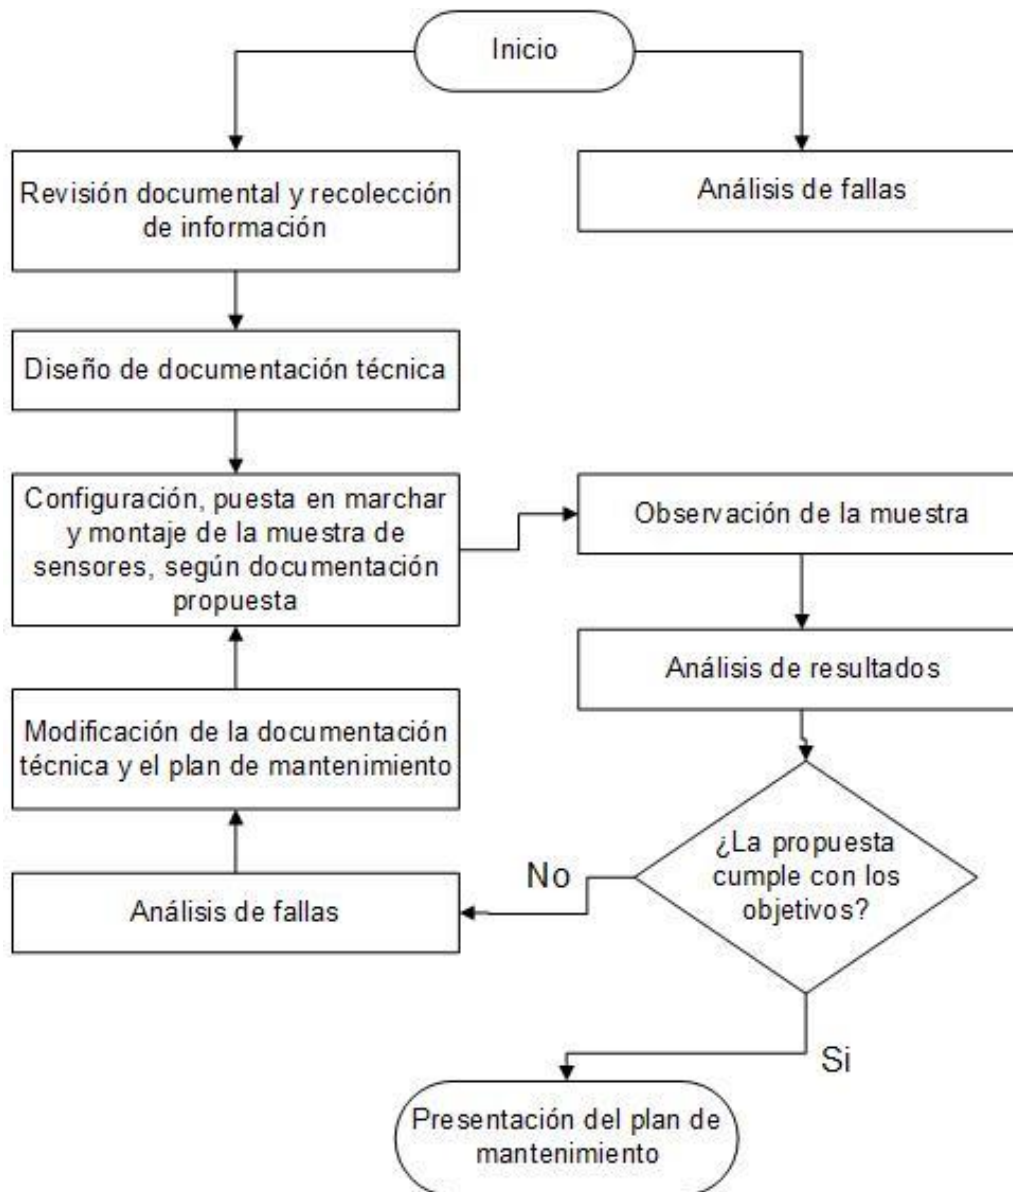 Inicio
Revisión documental y recolección
de información
Análisis de fallas
Diseño de documentación técnica
Configuración, puesta en marchar
y montaje de la muestra de
sensores, según documentación
propuesta
Observación de la muestra
Análisis de resultados
Modificación de la documentación
técnica y el plan de mantenimiento
¿La propuesta
cumple con los
objetivos?
No
Análisis de fallas
Si
Presentación del plan de
mantenimiento